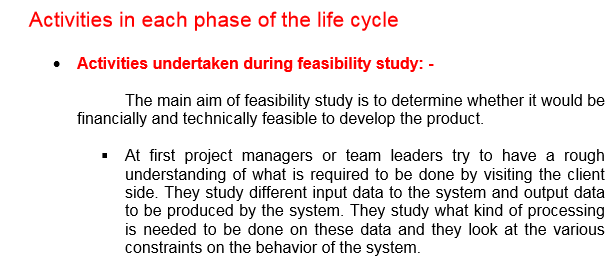 Activities in each phase of the life cycle
• Activities undertaken during feasibility study: -
The main aim of feasibility study is to determine whether it would be
financially and technically feasible to develop the product.
▪ At first project managers or team leaders try to have a rough
understanding of what is required to be done by visiting the client
side. They study different input data to the system and output data
to be produced by the system. They study what kind of processing
is needed to be done on these data and they look at the various
constraints on the behavior of the system.